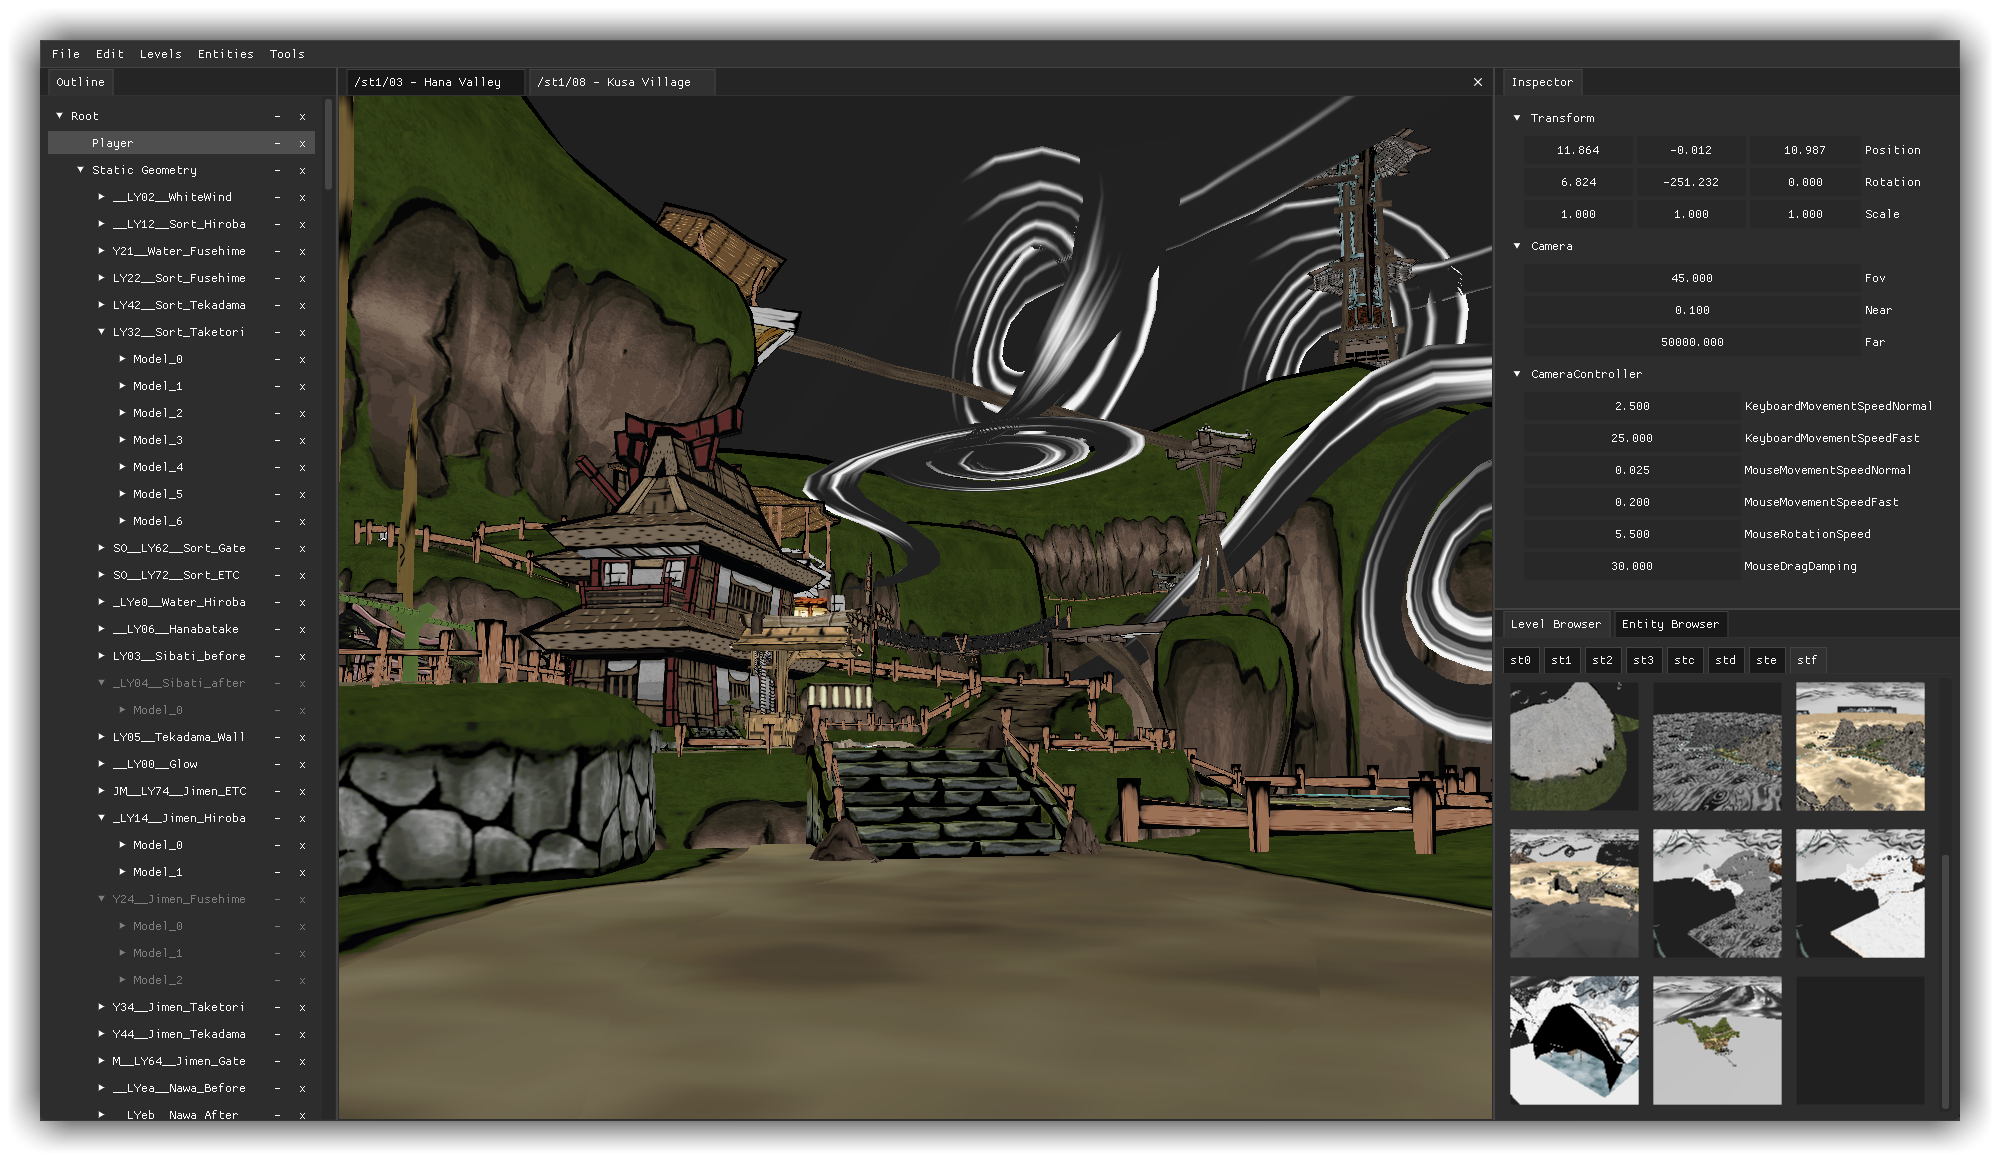 File Edit Levels Entities Tools
Outline
Root - x
Player - x
Static Geometry - x
__LY02__WhiteWind - x
__LY12__Sort_Hiroba - x
Y21__Water_Fusehime - x
LY22__Sort_Fusehime - x
LY42__Sort_Tekadama - x
LY32__Sort_Taketori - x
Model_0 - x
Model_1 - x
Model_2 - x
Model_3 - x
Model_4 - x
Model_5 - x
Model_6 - x
SO__LY62__Sort_Gate - x
SO__LY72__Sort_ETC - x
_LYe0__Water_Hiroba - x
__LY06__Hanabatake - x
LY03__Sibati_before - x
_LY04__Sibati_after - x
Model_0 - x
LY05__Tekadama_Wall - x
__LY00__Glow - x
JM__LY74__Jimen_ETC - x
_LY14__Jimen_Hiroba - x
Model_0 - x
Model_1 - x
Y24__Jimen_Fusehime - x
Model_0 - x
Model_1 - x
Model_2 - x
Y34__Jimen_Taketori - x
Y44__Jimen_Tekadama - x
M__LY64__Jimen_Gate - x
__LYea__Nawa_Before - x
__LYeb__Nawa_After - x
/st1/03 - Hana Valley /st1/08 - Kusa Village ×
Inspector
Transform
11.864 -0.012 10.987 Position
6.824 -251.232 0.000 Rotation
1.000 1.000 1.000 Scale
Camera
45.000 Fov
0.100 Near
50000.000 Far
CameraController
2.500 KeyboardMovementSpeedNormal
25.000 KeyboardMovementSpeedFast
0.025 MouseMovementSpeedNormal
0.200 MouseMovementSpeedFast
5.500 MouseRotationSpeed
30.000 MouseDragDamping
Level Browser Entity Browser
st0 st1 st2 st3 stc std ste stf